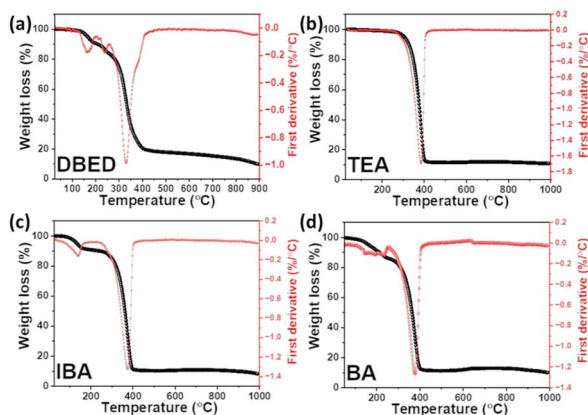 (a)
Weight loss (%)
100
80
60
40
20
0
DBED
0 100 200 300 400 500 600 700 800 900
Temperature (°C)
0.0
−0.2
−0.4
−0.6
−0.8
−1.0
First derivative (%/°C)
(b)
Weight loss (%)
100
80
60
40
20
0
TEA
200 400 600 800 1000
Temperature (°C)
0.0
−0.2
−0.4
−0.6
−0.8
−1.0
−1.2
−1.4
−1.6
−1.8
First derivative (%/°C)
(c)
Weight loss (%)
100
80
60
40
20
0
IBA
0 200 400 600 800 1000
Temperature (°C)
0.2
0.0
−0.2
−0.4
−0.6
−0.8
−1.0
−1.2
−1.4
First derivative (%/°C)
(d)
Weight loss (%)
100
80
60
40
20
0
BA
200 400 600 800 1000
Temperature (°C)
0.2
0.0
−0.2
−0.4
−0.6
−0.8
−1.0
−1.2
−1.4
First derivative (%/°C)